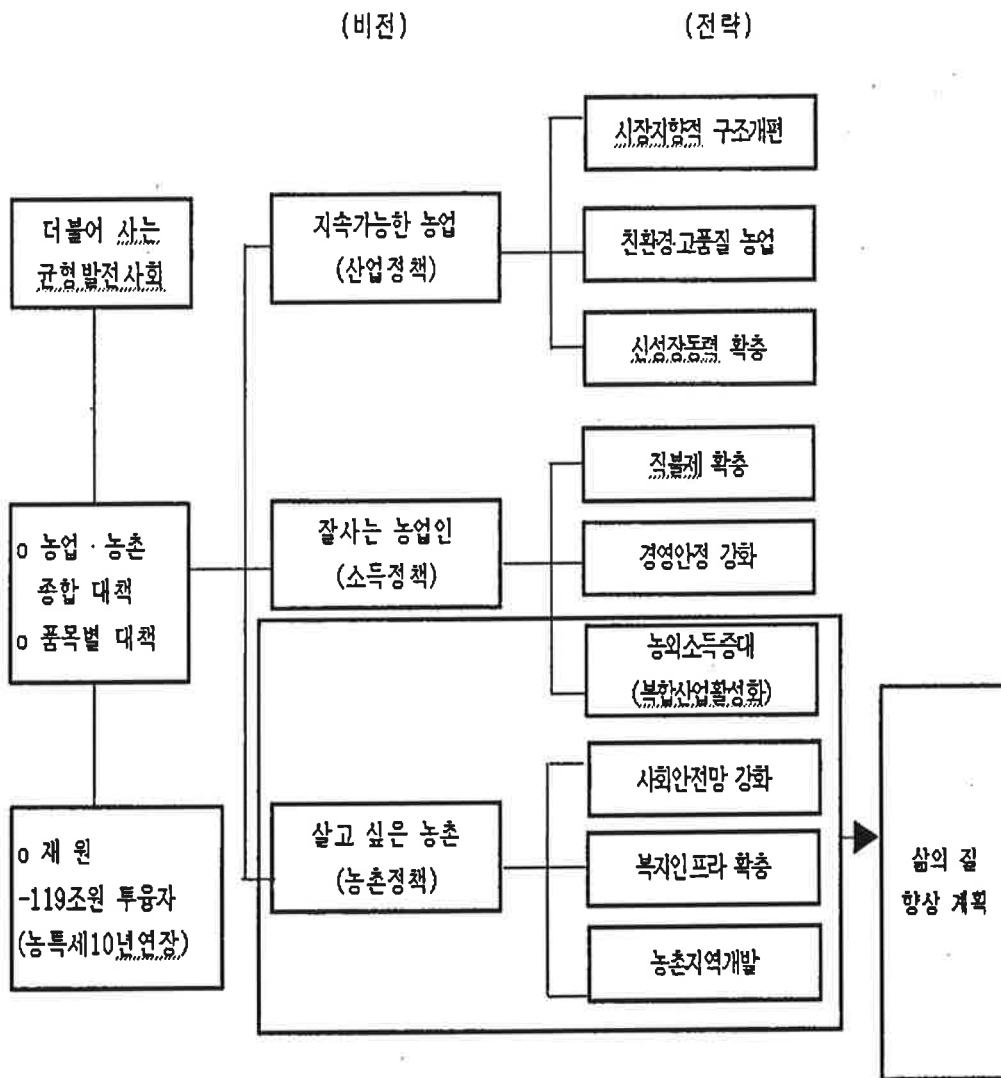 (비전)
(전략)
더불어 사는
균형발전사회
o 농업 · 농촌
종합 대책
o 품목별 대책
o 재 원
-119조원 투융자
(농특세10년연장)
지속가능한 농업
(산업정책)
시장지향적 구조개편
친환경·고품질 농업
신성장동력 확충
잘사는 농업인
(소득정책)
직불제 확충
경영안정 강화
농외소득증대
(복합산업활성화)
살고 싶은 농촌
(농촌정책)
사회안전망 강화
복지인프라 확충
농촌지역개발
삶의 질
향상 계획